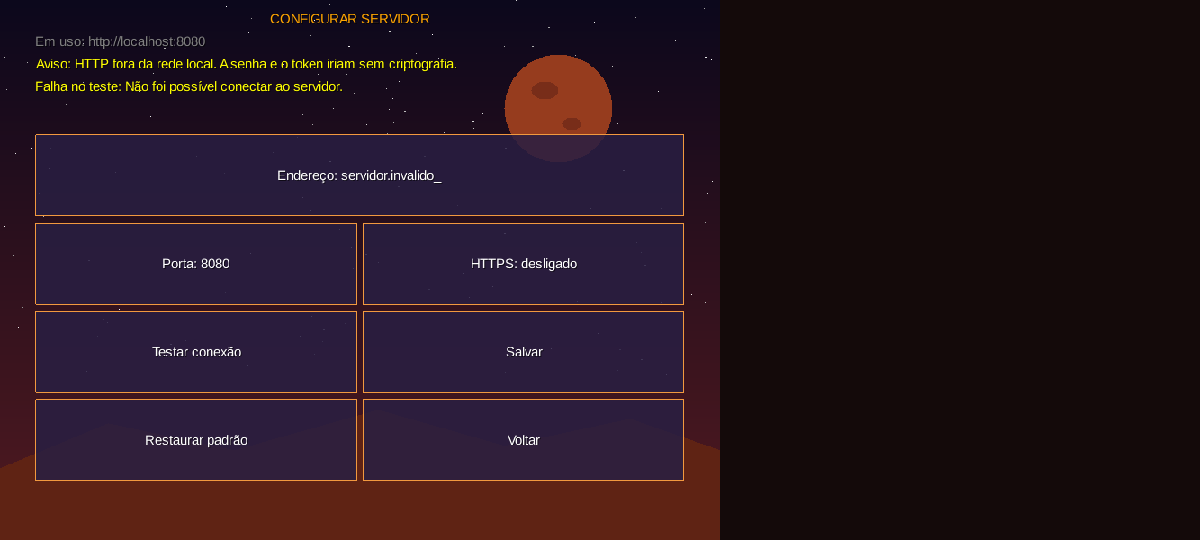 CONFIGURAR SERVIDOR
Em uso: http://localhost:8080
Aviso: HTTP fora da rede local. A senha e o token iriam sem criptografia.
Falha no teste: Não foi possível conectar ao servidor.
Endereço: servidor.invalido_
Porta: 8080
HTTPS: desligado
Testar conexão
Salvar
Restaurar padrão
Voltar